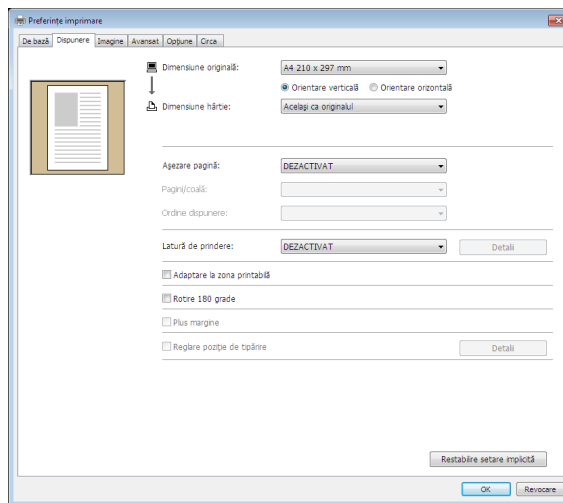 Preferințe imprimare
De bază Dispunere Imagine Avansat Opțiune Circa
Dimensiune originală: A4 210 x 297 mm
Orientare verticală Orientare orizontală
Dimensiune hârtie: Același ca originalul
Așezare pagină: DEZACTIVAT
Pagini/coală:
Ordine dispunere:
Latură de prindere: DEZACTIVAT Detalii
Adaptare la zona printabilă
Rotire 180 grade
Plus margine
Reglare poziție de tipărire Detalii
Restabilire setare implicită
OK Revocare